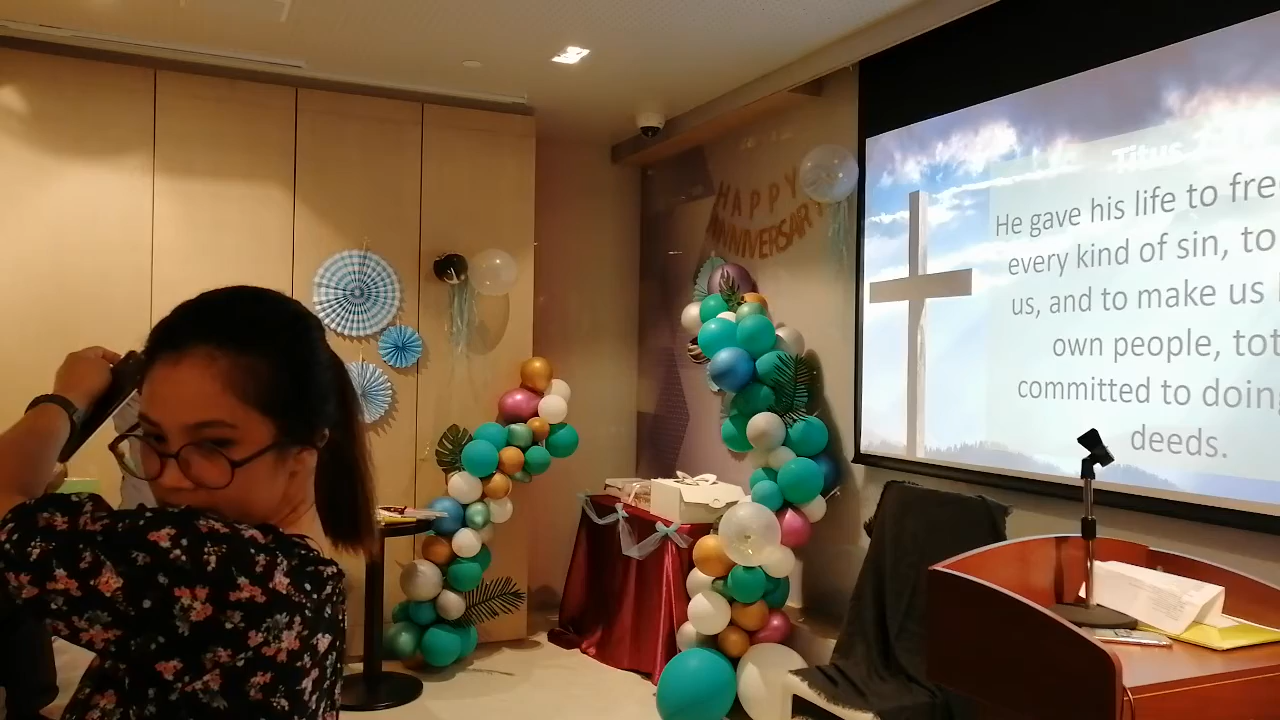 HAPPY
ANNIVERSARY
Titus
He gave his life to fre
every kind of sin, to
us, and to make us
own people, tot
committed to doing
deeds.